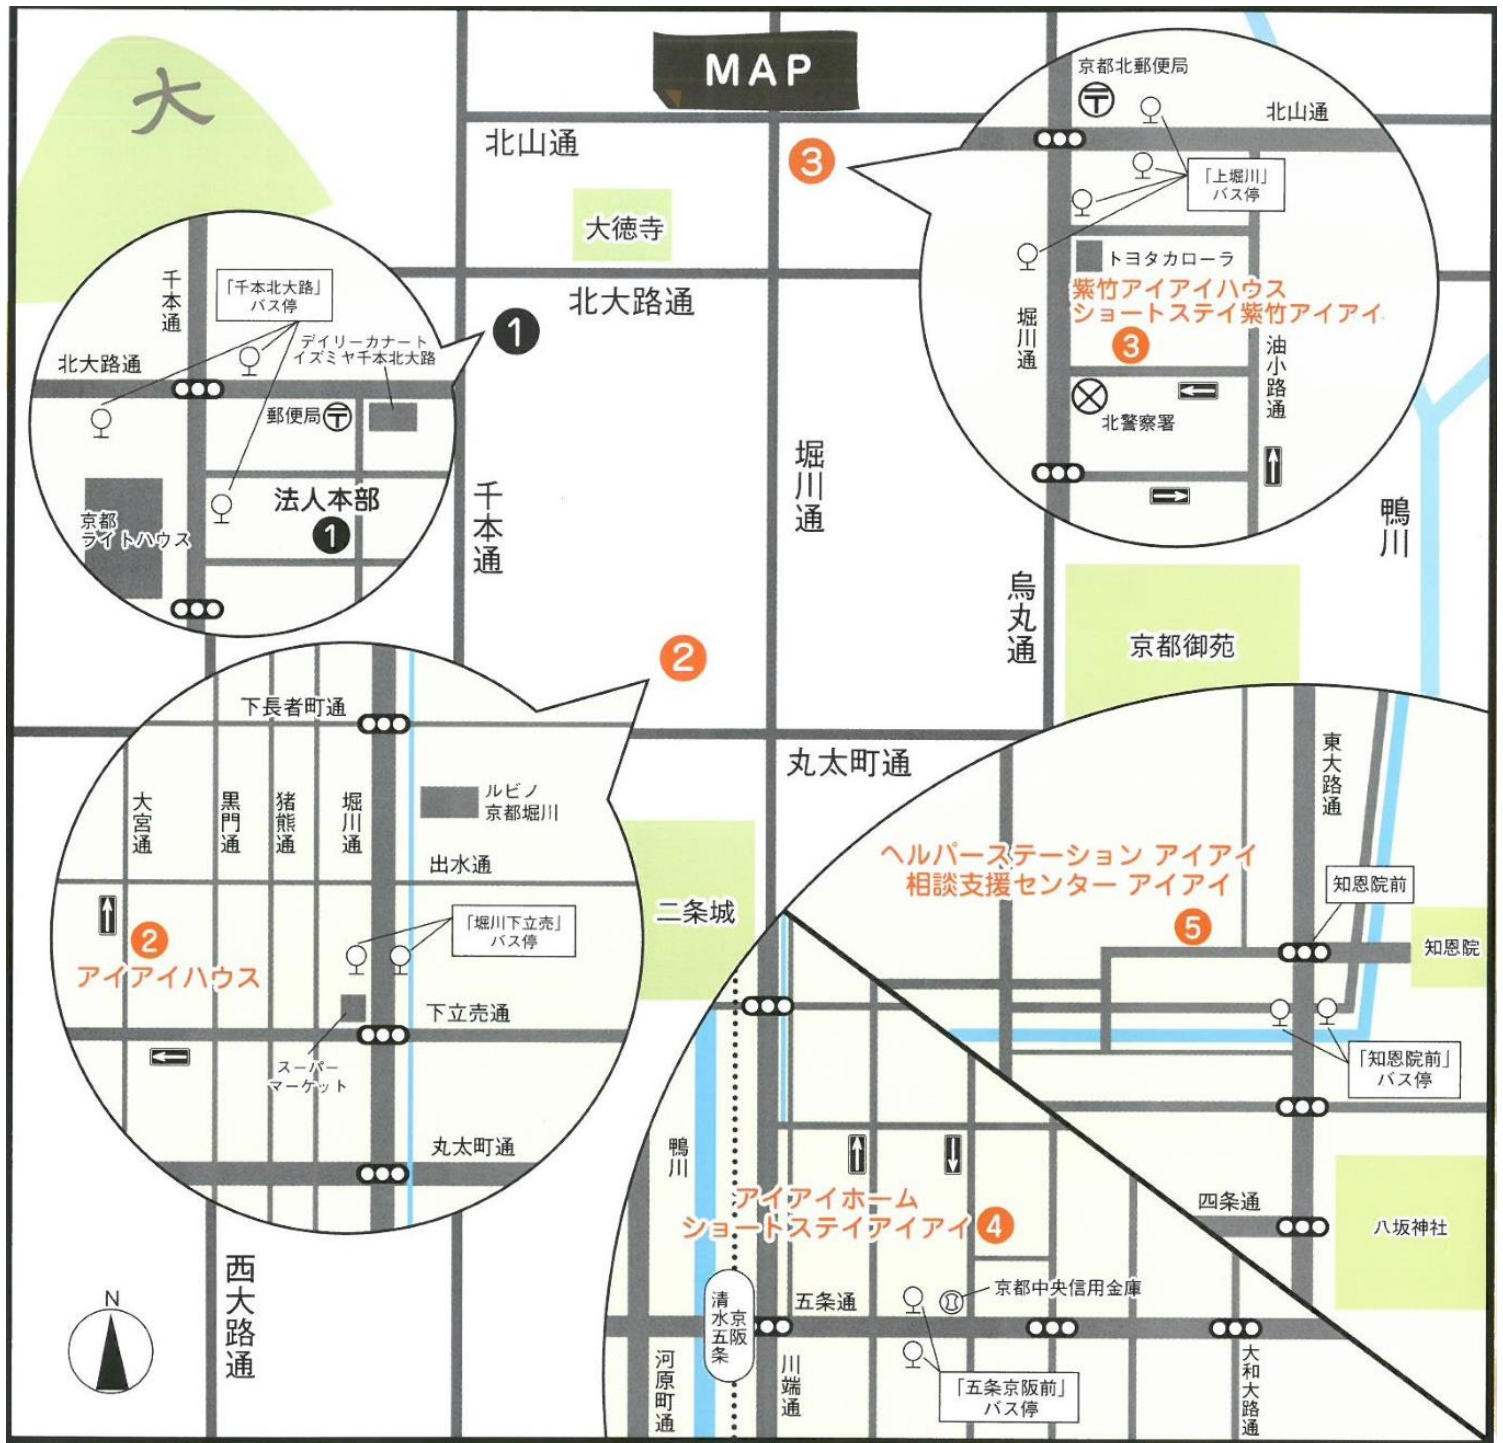 MAP
大
北山通
3
大徳寺
北大路通
1
千本通
堀川通
烏丸通
鴨川
京都御苑
2
丸太町通
二条城
西大路通
N
千本通
「千本北大路」
バス停
デイリーカナート
イズミヤ千本北大路
北大路通
郵便局
法人本部
1
京都
ライトハウス
京都北郵便局
北山通
「上堀川」
バス停
トヨタカローラ
紫竹アイアイハウス
ショートステイ紫竹アイアイ
3
堀川通
油小路通
北警察署
下長者町通
大宮通
黒門通
猪熊通
堀川通
ルビノ
京都堀川
出水通
2
アイアイハウス
「堀川下立売」
バス停
下立売通
スーパー
マーケット
丸太町通
東大路通
ヘルパーステーション アイアイ
相談支援センター アイアイ
5
知恩院前
知恩院
「知恩院前」
バス停
四条通
八坂神社
鴨川
アイアイホーム
ショートステイアイアイ
4
京都中央信用金庫
五条通
京阪
清水五条
河原町通
川端通
「五条京阪前」
バス停
大和大路通